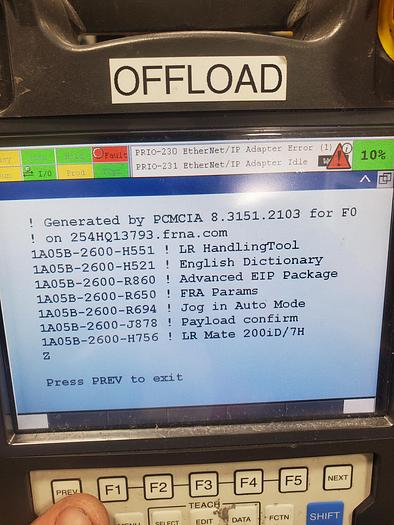 OFFLOAD
Fault
PRIO-230 EtherNet/IP Adapter Error (1)
I/O
Prod
PRIO-231 EtherNet/IP Adapter Idle
10%
! Generated by PCMCIA 8.3151.2103 for F0
! on 254HQ13793.frna.com
1A05B-2600-H551 ! LR HandlingTool
1A05B-2600-H521 ! English Dictionary
1A05B-2600-R860 ! Advanced EIP Package
1A05B-2600-R650 ! FRA Params
1A05B-2600-R694 ! Jog in Auto Mode
1A05B-2600-J878 ! Payload confirm
1A05B-2600-H756 ! LR Mate 200iD/7H
Z
Press PREV to exit
PREV
F1
F2
F3
F4
F5
NEXT
TEACH
SELECT
EDIT
DATA
FCTN
SHIFT